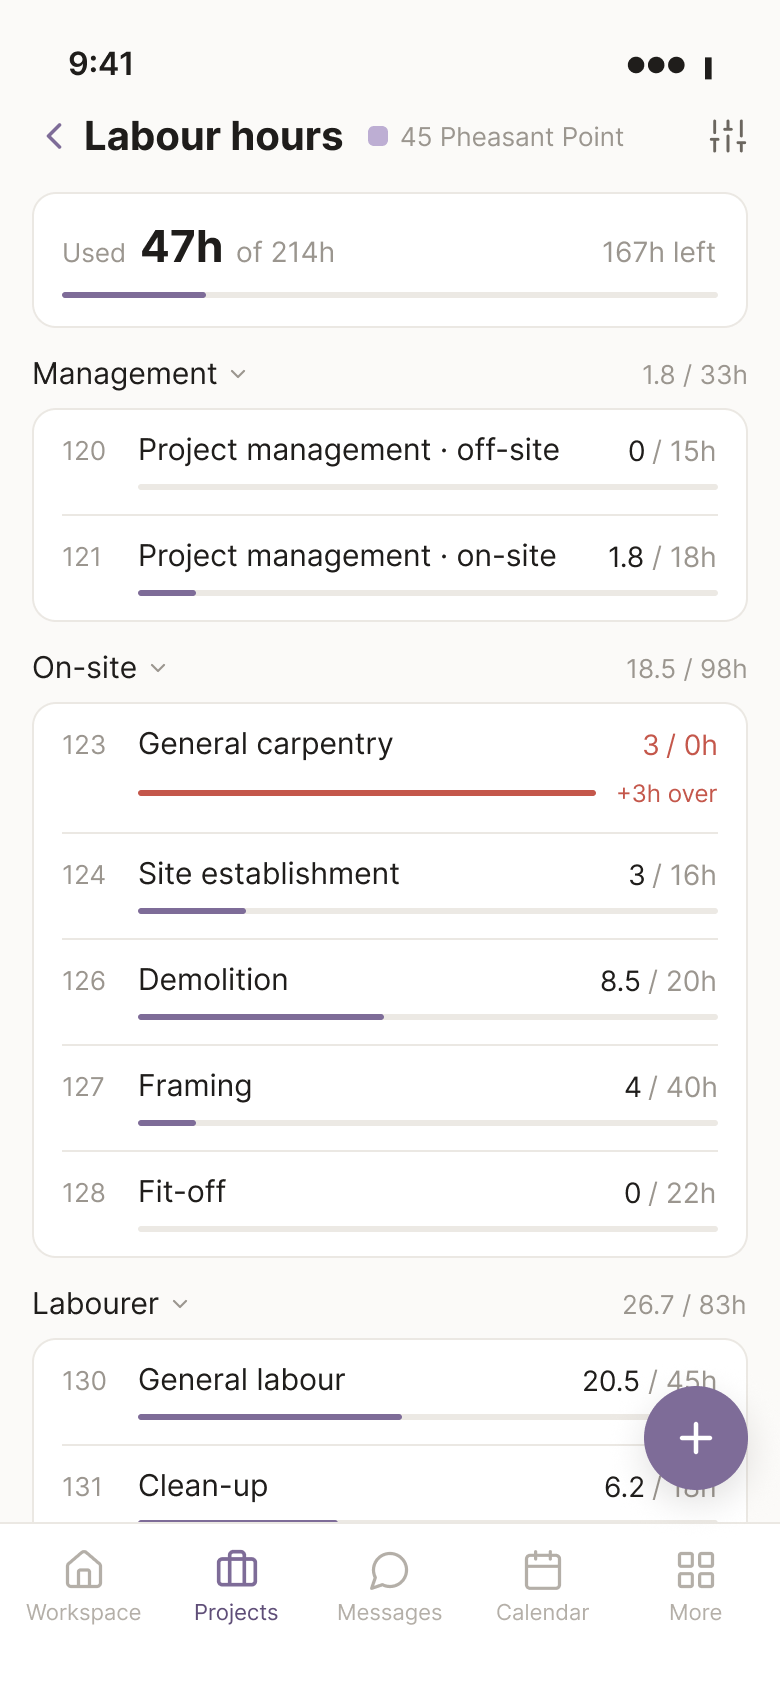 9:41
Labour hours 45 Pheasant Point
Used 47h of 214h 167h left
Management 1.8 / 33h
120 Project management · off-site 0 / 15h
121 Project management · on-site 1.8 / 18h
On-site 18.5 / 98h
123 General carpentry 3 / 0h
+3h over
124 Site establishment 3 / 16h
126 Demolition 8.5 / 20h
127 Framing 4 / 40h
128 Fit-off 0 / 22h
Labourer 26.7 / 83h
130 General labour 20.5 / 45h
131 Clean-up 6.2 /
Workspace Projects Messages Calendar More